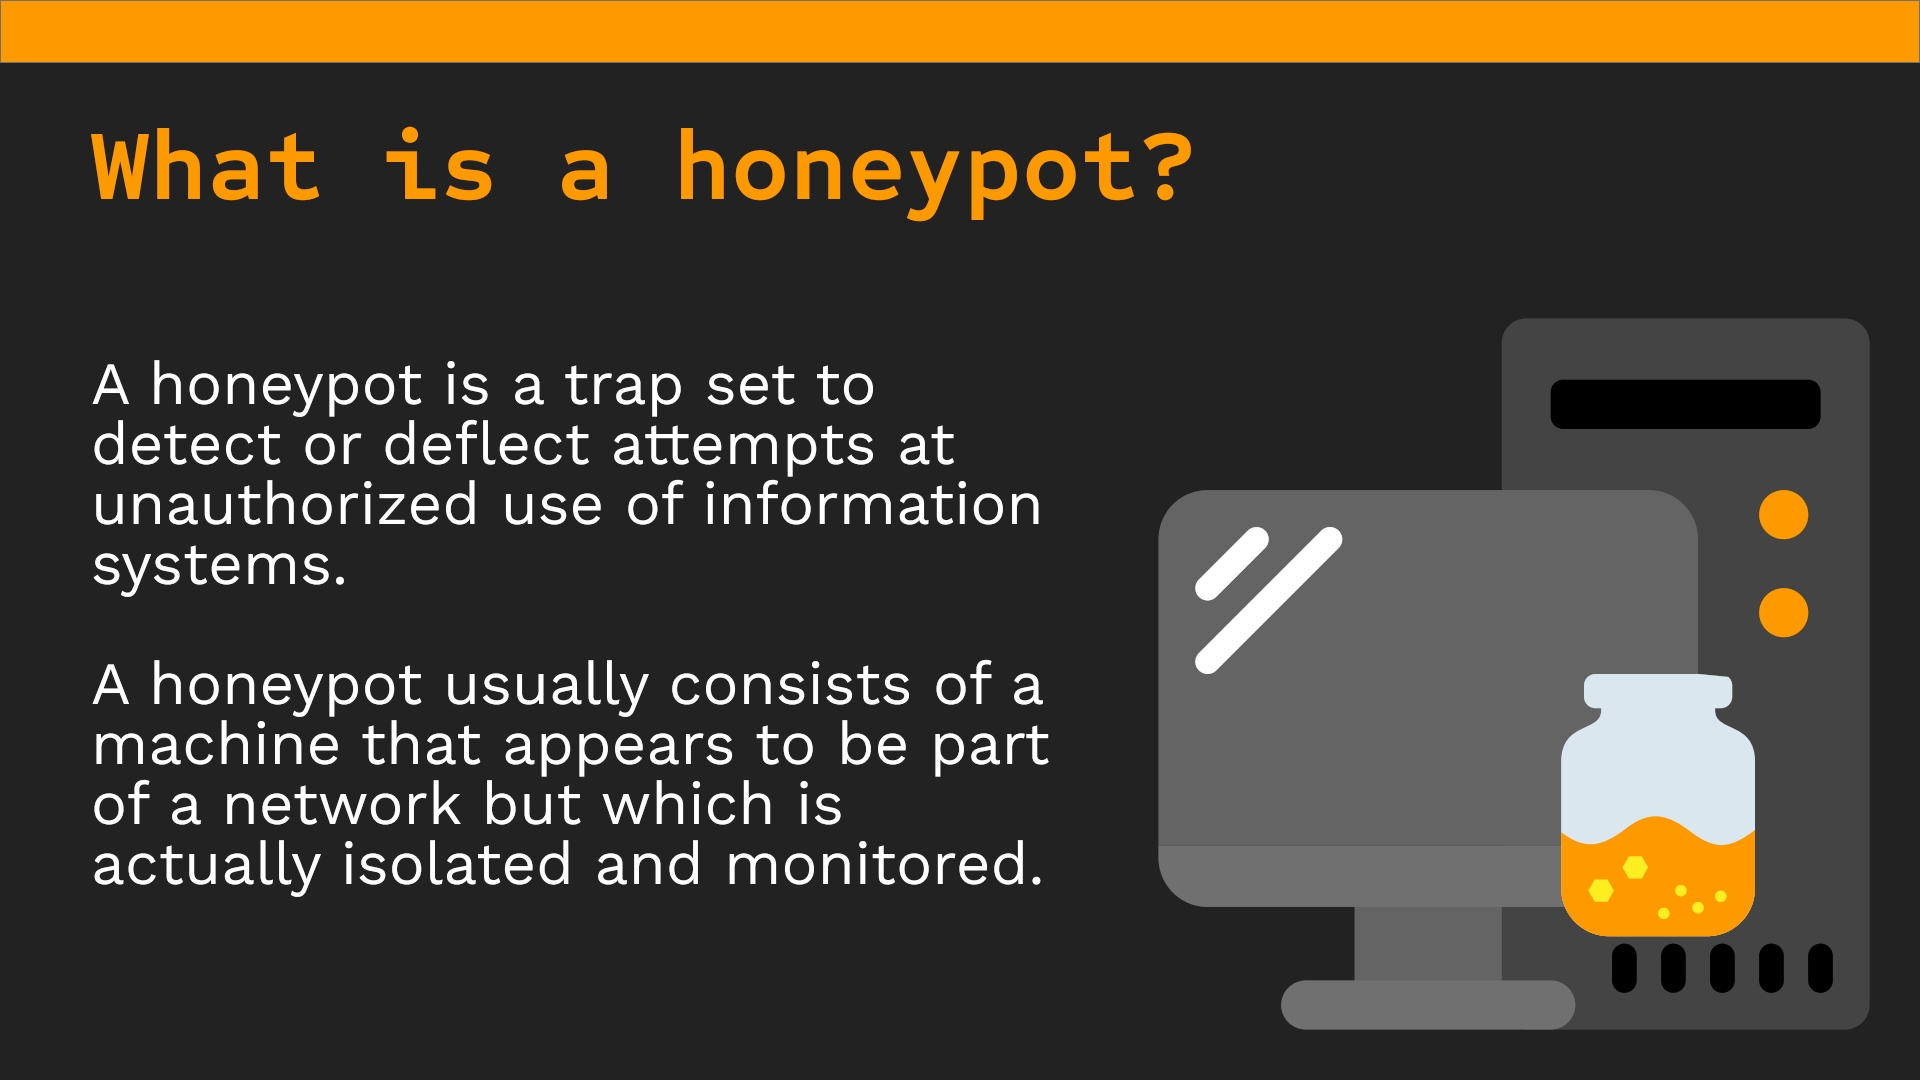 What is a honeypot?
A honeypot is a trap set to
detect or deflect attempts at
unauthorized use of information
systems.
A honeypot usually consists of a
machine that appears to be part
of a network but which is
actually isolated and monitored.